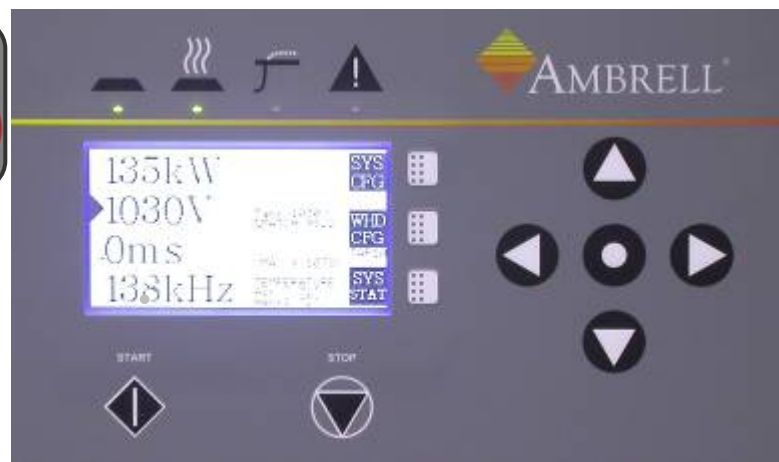 AMBRELL
135kW
SYS
CFG
1030V
WHD
CFG
0ms
138kHz
SYS
STAT
START
STOP